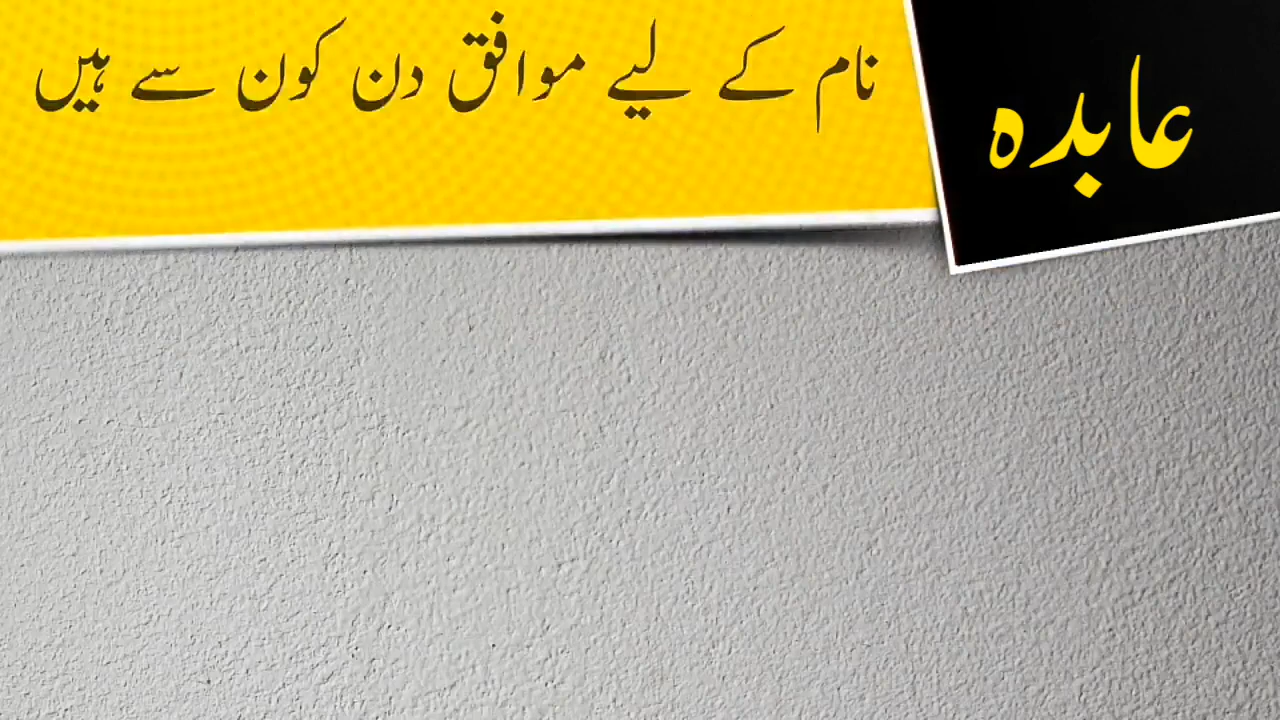 عابدہ
نام کے لیے موافق دن کون سے ہیں